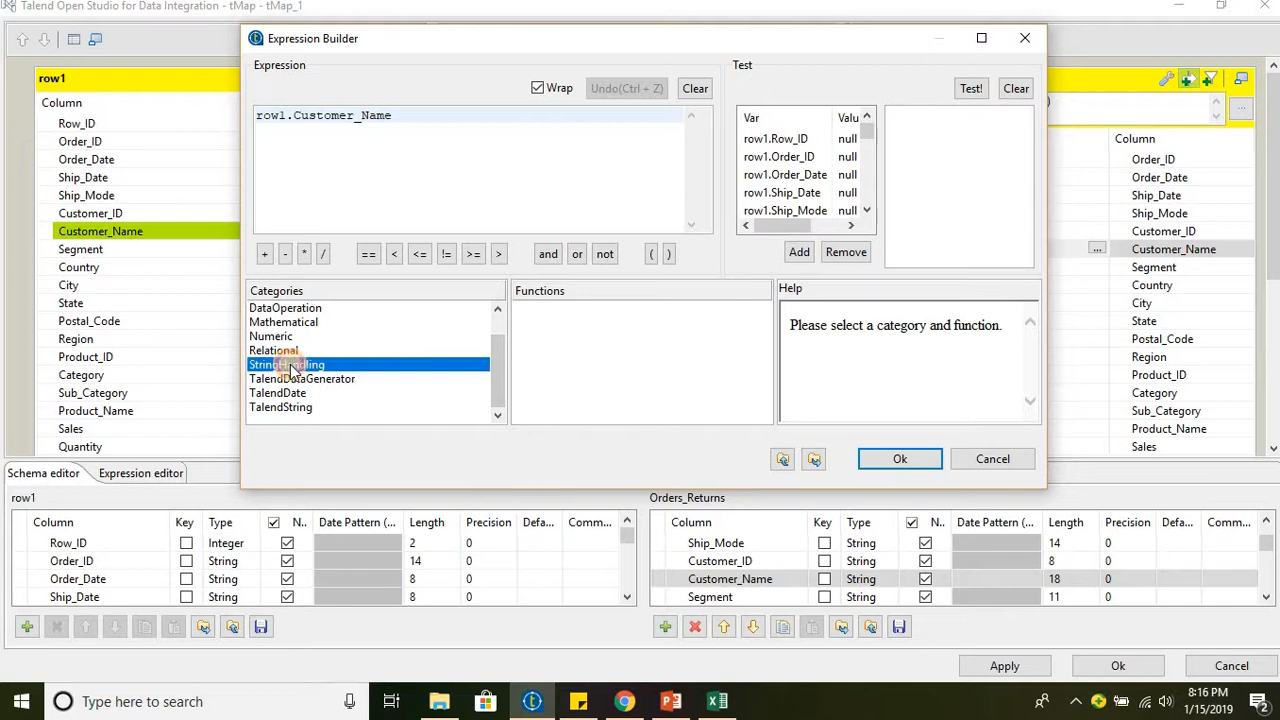 Talend Open Studio for Data Integration - tMap - tMap_1
Expression Builder
Expression
Test
Wrap
Undo(Ctrl + Z)
Clear
Test!
Clear
row1.Customer_Name
Var Valu
row1.Row_ID null
row1.Order_ID null
row1.Order_Date null
row1.Ship_Date null
row1.Ship_Mode null
+ - * / == < <= != >= > and or not ( )
Add
Remove
Categories
DataOperation
Mathematical
Numeric
Relational
StringHandling
TalendDataGenerator
TalendDate
TalendString
Functions
Help
Please select a category and function.
Ok
Cancel
row1
Column
Row_ID
Order_ID
Order_Date
Ship_Date
Ship_Mode
Customer_ID
Customer_Name
Segment
Country
City
State
Postal_Code
Region
Product_ID
Category
Sub_Category
Product_Name
Sales
Quantity
)
...
...
Column
Order_ID
Order_Date
Ship_Date
Ship_Mode
Customer_ID
Customer_Name
Segment
Country
City
State
Postal_Code
Region
Category
Product_Name
Sales
Schema editor
Expression editor
row1
Column Key Type N.. Date Pattern (... Length Precision Defa... Comm...
Row_ID Integer 2 0
Order_ID String 14 0
Order_Date String 8 0
Ship_Date String 8 0
Orders_Returns
Column Key Type N.. Date Pattern (... Length Precision Defa... Comm...
Ship_Mode String 14 0
Customer_ID String 8 0
Customer_Name String 18 0
Segment String 11 0
Apply
Ok
Cancel
Type here to search
8:16 PM
1/15/2019
2